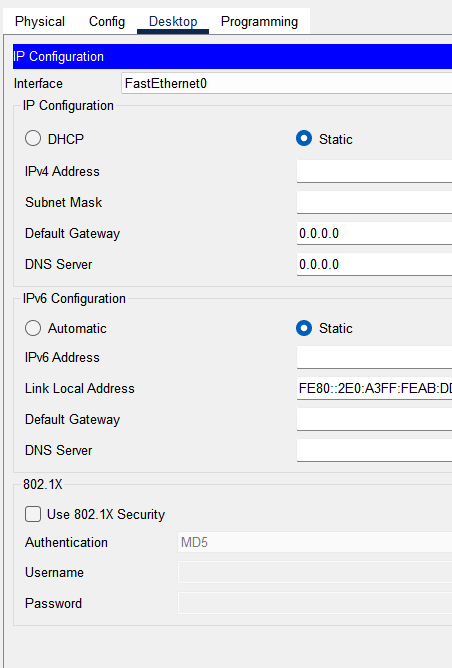 Physical Config Desktop Programming
IP Configuration
Interface FastEthernet0
IP Configuration
DHCP Static
IPv4 Address
Subnet Mask
Default Gateway 0.0.0.0
DNS Server 0.0.0.0
IPv6 Configuration
Automatic Static
IPv6 Address
Link Local Address FE80::2E0:A3FF:FEAB:DD
Default Gateway
DNS Server
802.1X
Use 802.1X Security
Authentication MD5
Username
Password